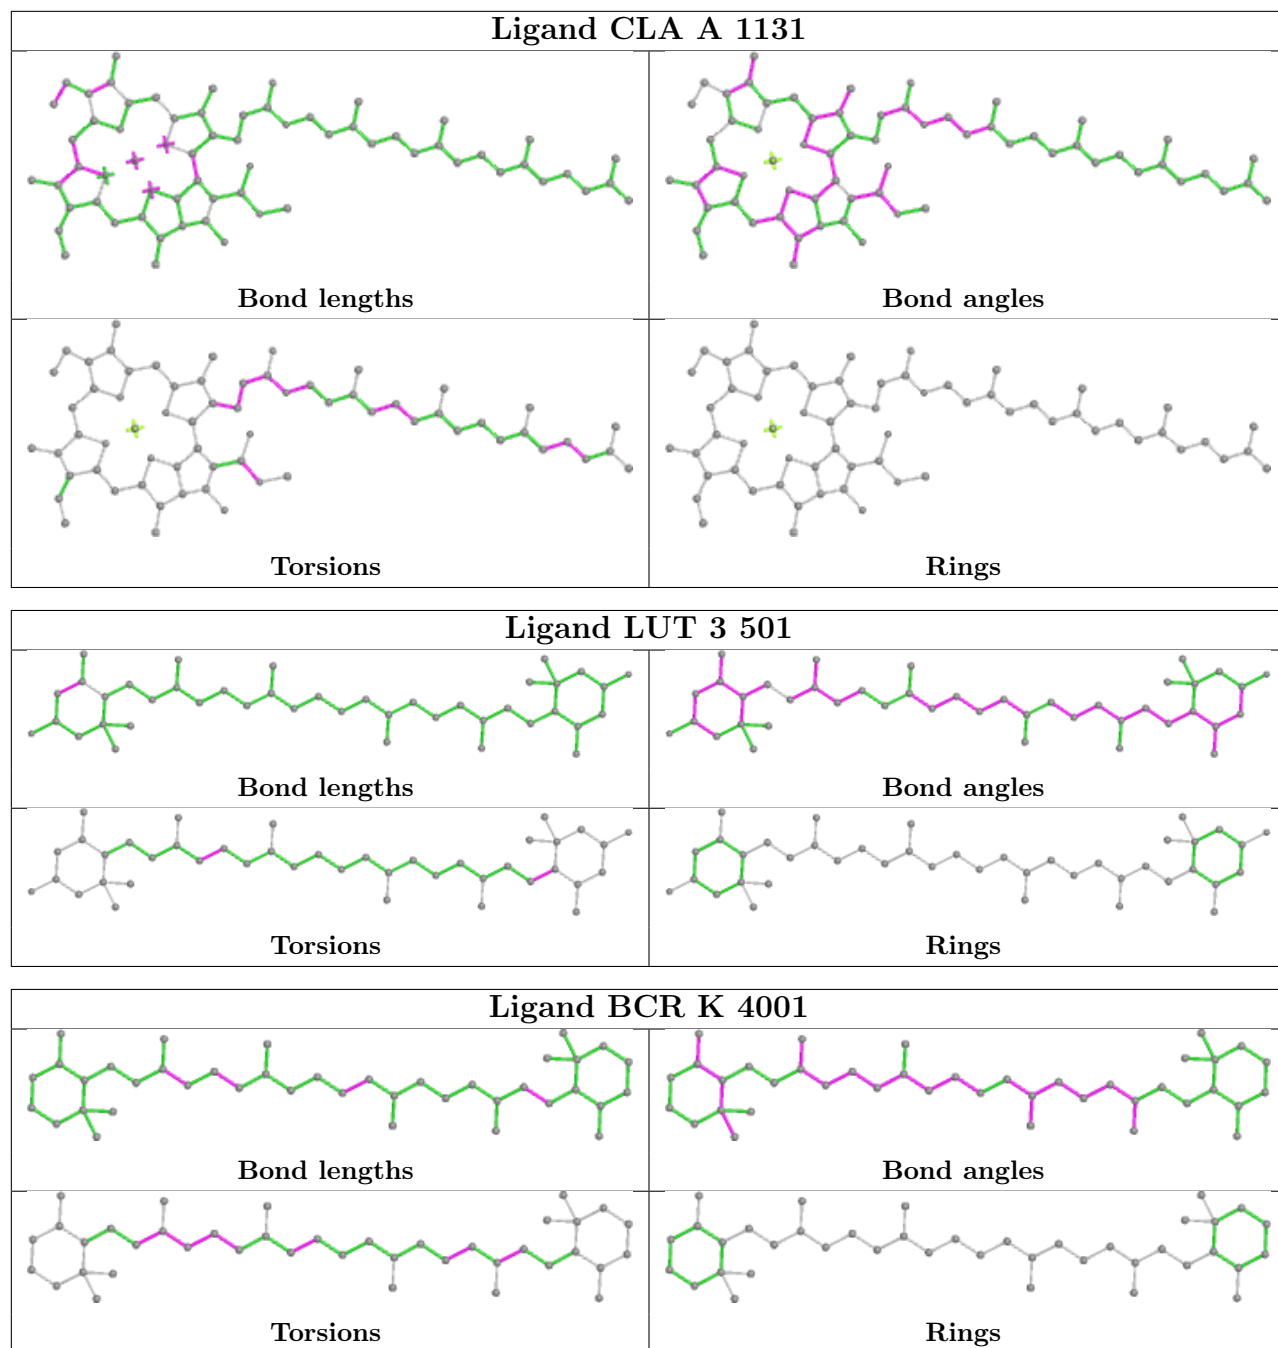 Ligand CLA A 1131
Bond lengths
Bond angles
Torsions
Rings
Ligand LUT 3 501
Bond lengths
Bond angles
Torsions
Rings
Ligand BCR K 4001
Bond lengths
Bond angles
Torsions
Rings